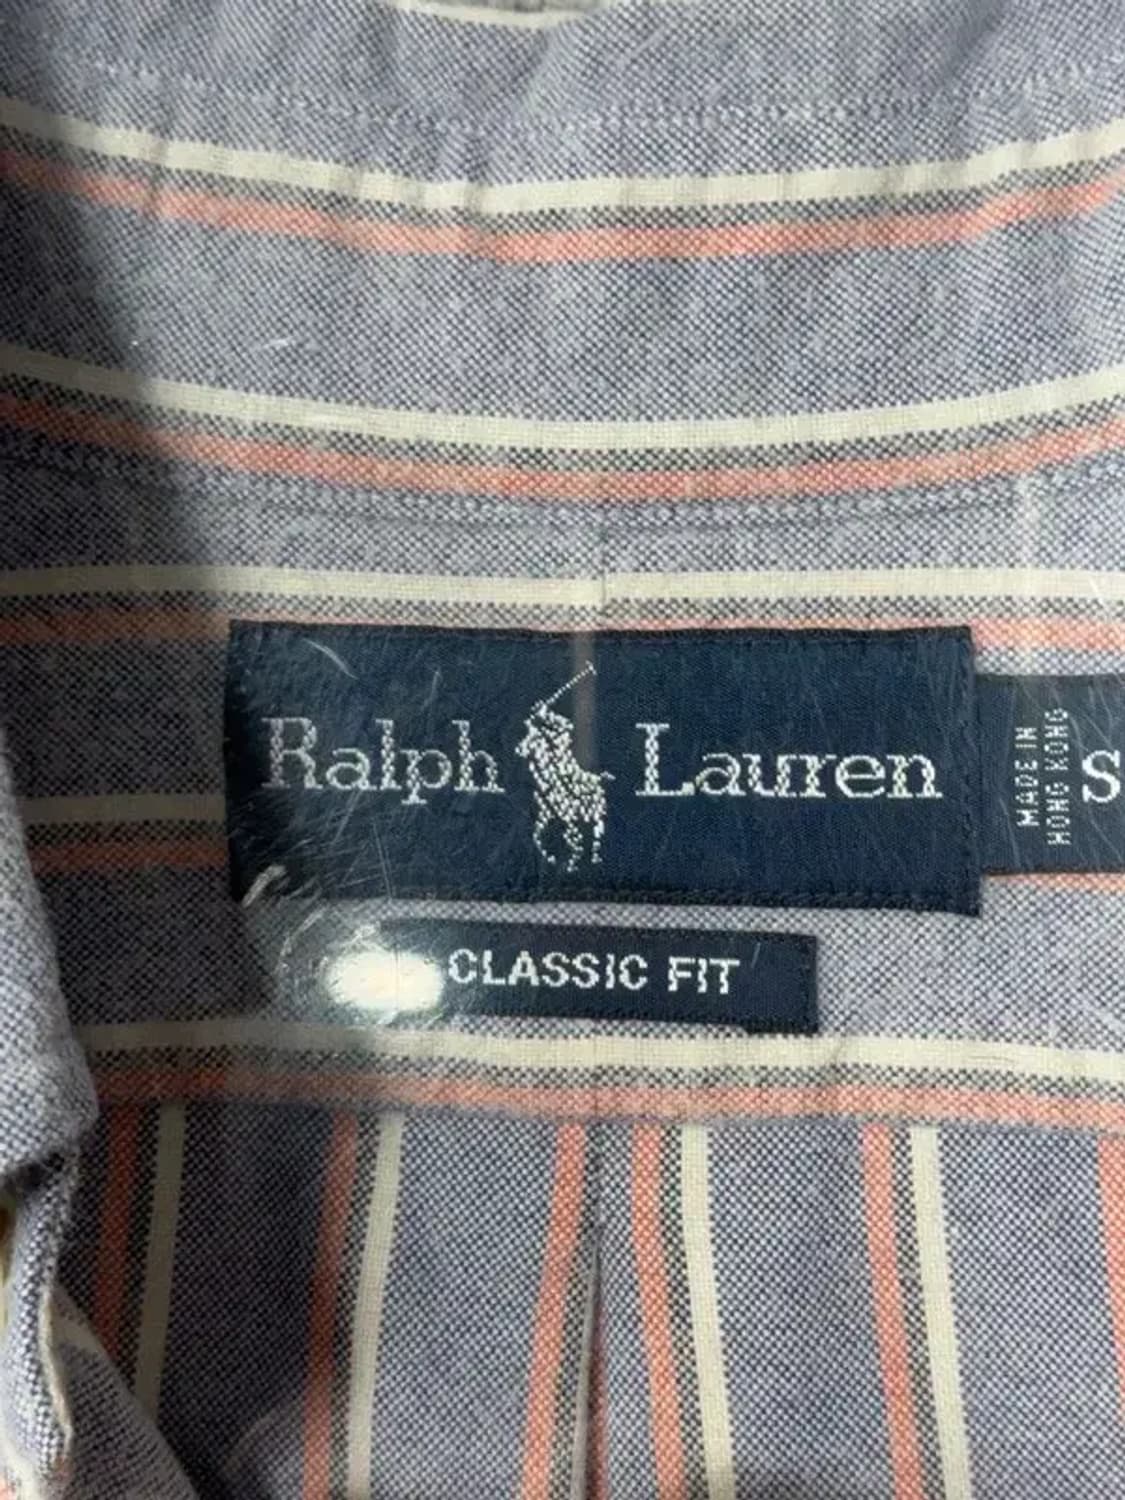 Ralph Lauren
MADE IN
HONG KONG
S
CLASSIC FIT